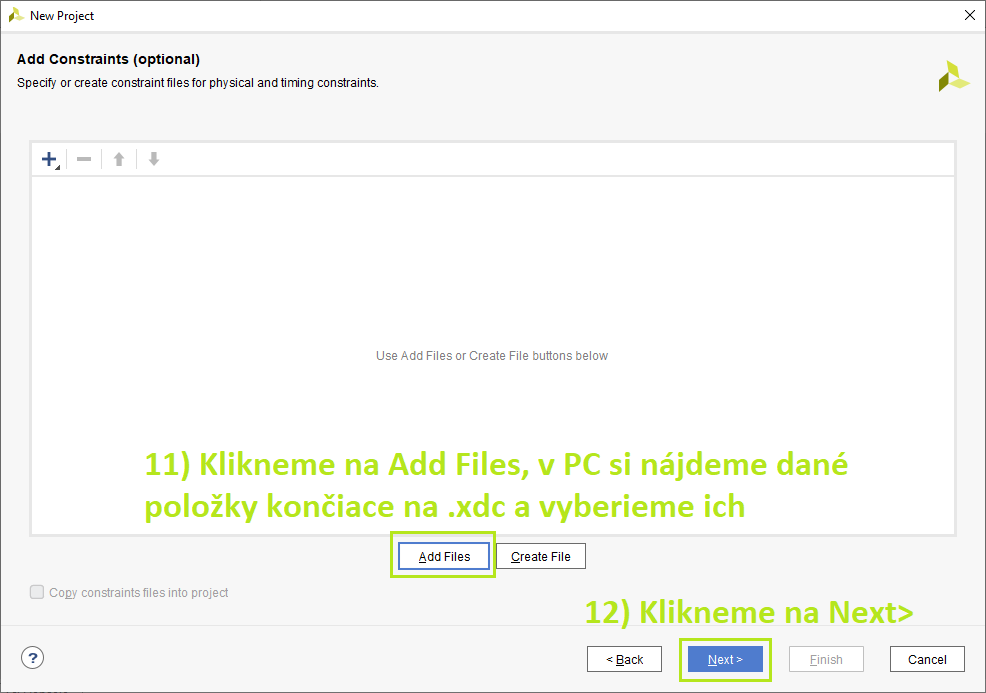 New Project
Add Constraints (optional)
Specify or create constraint files for physical and timing constraints.
Use Add Files or Create File buttons below
11) Klikneme na Add Files, v PC si nájdeme dané
položky končiace na .xdc a vyberieme ich
Add Files
Create File
Copy constraints files into project
12) Klikneme na Next>
?
< Back
Next >
Finish
Cancel